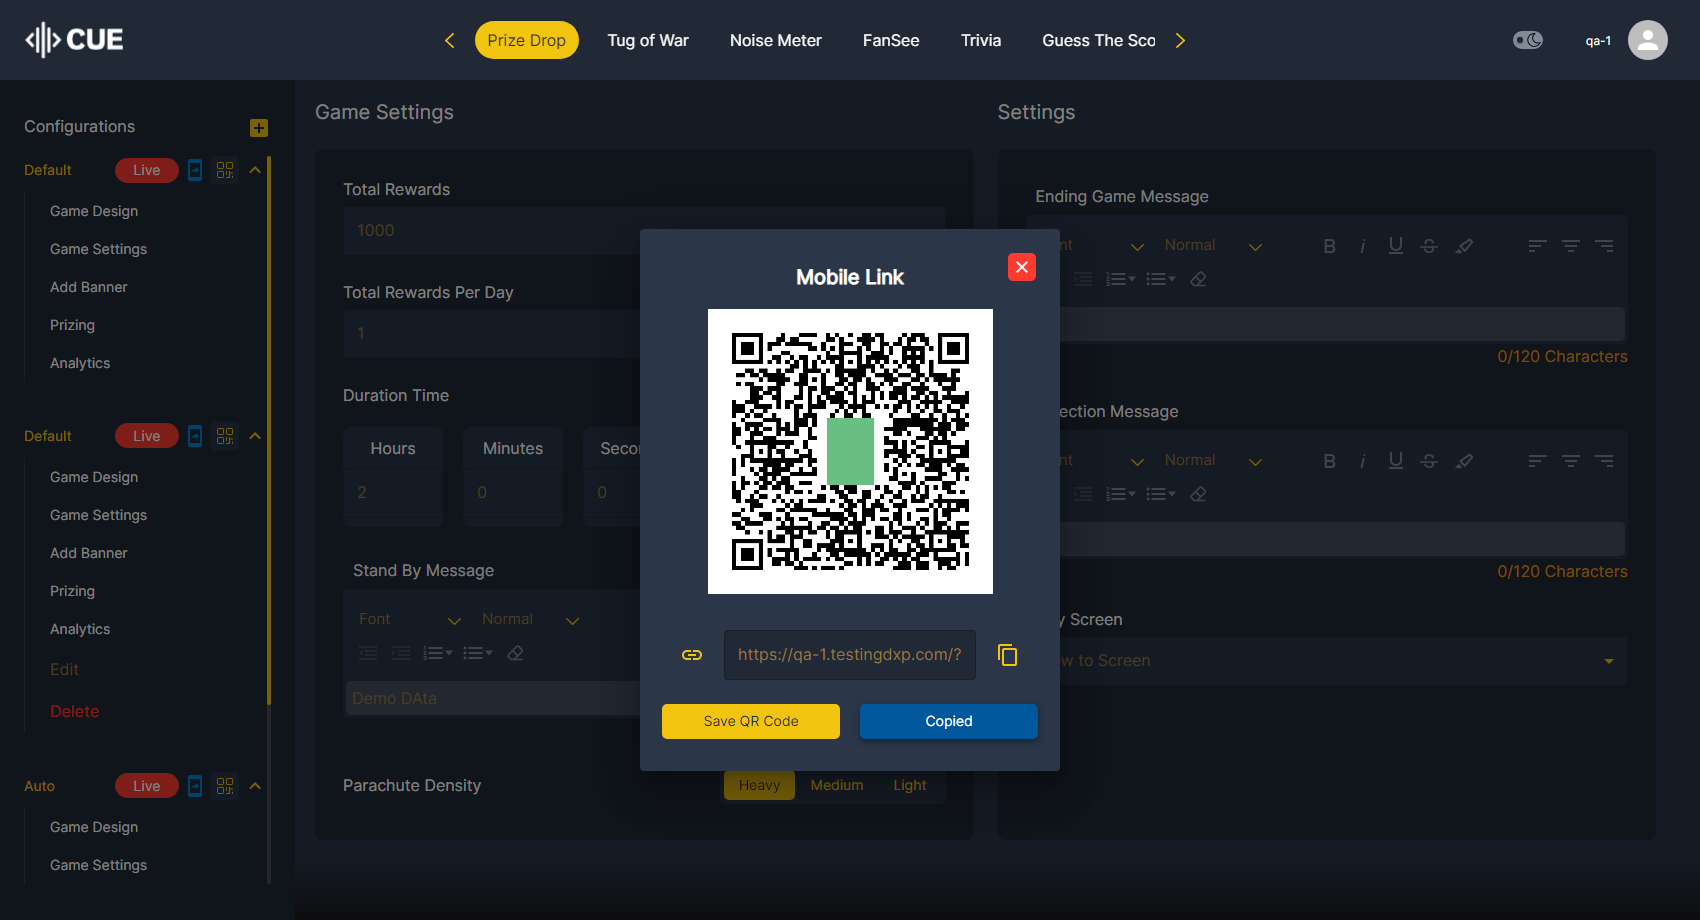 CUE
Prize Drop
Tug of War
Noise Meter
FanSee
Trivia
Guess The Sco
qa-1
Configurations
Default
Live
Game Design
Game Settings
Add Banner
Prizing
Analytics
Default
Live
Game Design
Game Settings
Add Banner
Prizing
Analytics
Edit
Delete
Auto
Live
Game Design
Game Settings
Game Settings
Total Rewards
1000
Total Rewards Per Day
1
Duration Time
Hours
Minutes
Secon
2
0
0
Stand By Message
Font
Normal
Demo DAta
Parachute Density
Heavy
Medium
Light
Mobile Link
https://qa-1.testingdxp.com/?
Save QR Code
Copied
Settings
Ending Game Message
nt
Normal
0/120 Characters
ection Message
nt
Normal
0/120 Characters
y Screen
w to Screen